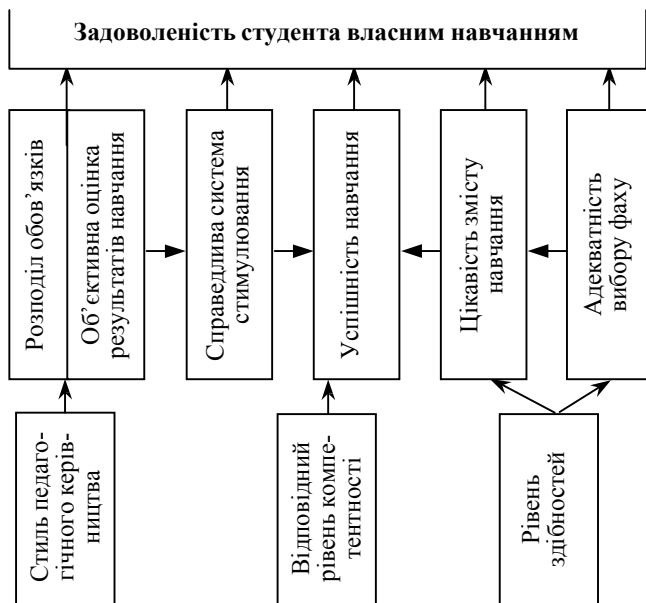 Задоволеність студента власним навчанням
Розподіл обов’язків
Об’єктивна оцінка
результатів навчання
Справедлива система
стимулювання
Успішність навчання
Цікавість змісту
навчання
Адекватність
вибору фаху
Стиль педаго-
гічного керів-
ництва
Відповідний
рівень компе-
тентності
Рівень
здібностей